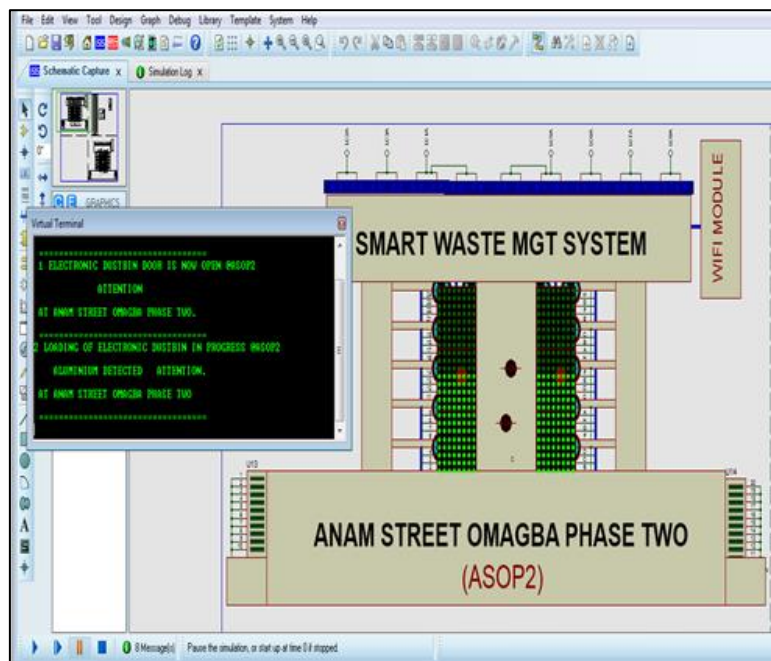 File Edit View Tool Design Graph Debug Library Template System Help
Schematic Capture x Simulation Log x
0°
C E GRAPHICS
Virtual Terminal
==================================
1 ELECTRONIC DUSTBIN DOOR IS NOW OPEN @ASOP2
ATTENTION
AT ANAM STREET OMAGBA PHASE TWO.
==================================
2 LOADING OF ELECTRONIC DUSTBIN IN PROGRESS @ASOP2
ALUMINIUM DETECTED ATTENTION.
AT ANAM STREET OMAGBA PHASE TWO
==================================
SMART WASTE MGT SYSTEM
WIFI MODULE
U13
U14
ANAM STREET OMAGBA PHASE TWO
(ASOP2)
8 Message(s) Pause the simulation, or start up at time 0 if stopped.